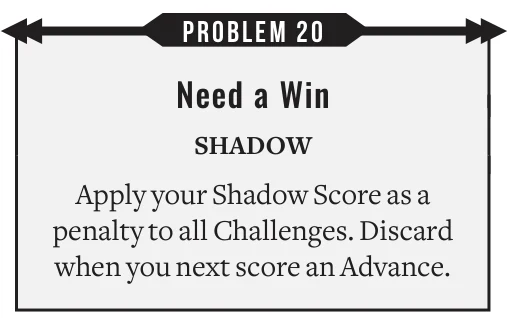 PROBLEM 20
Need a Win
SHADOW
Apply your Shadow Score as a
penalty to all Challenges. Discard
when you next score an Advance.